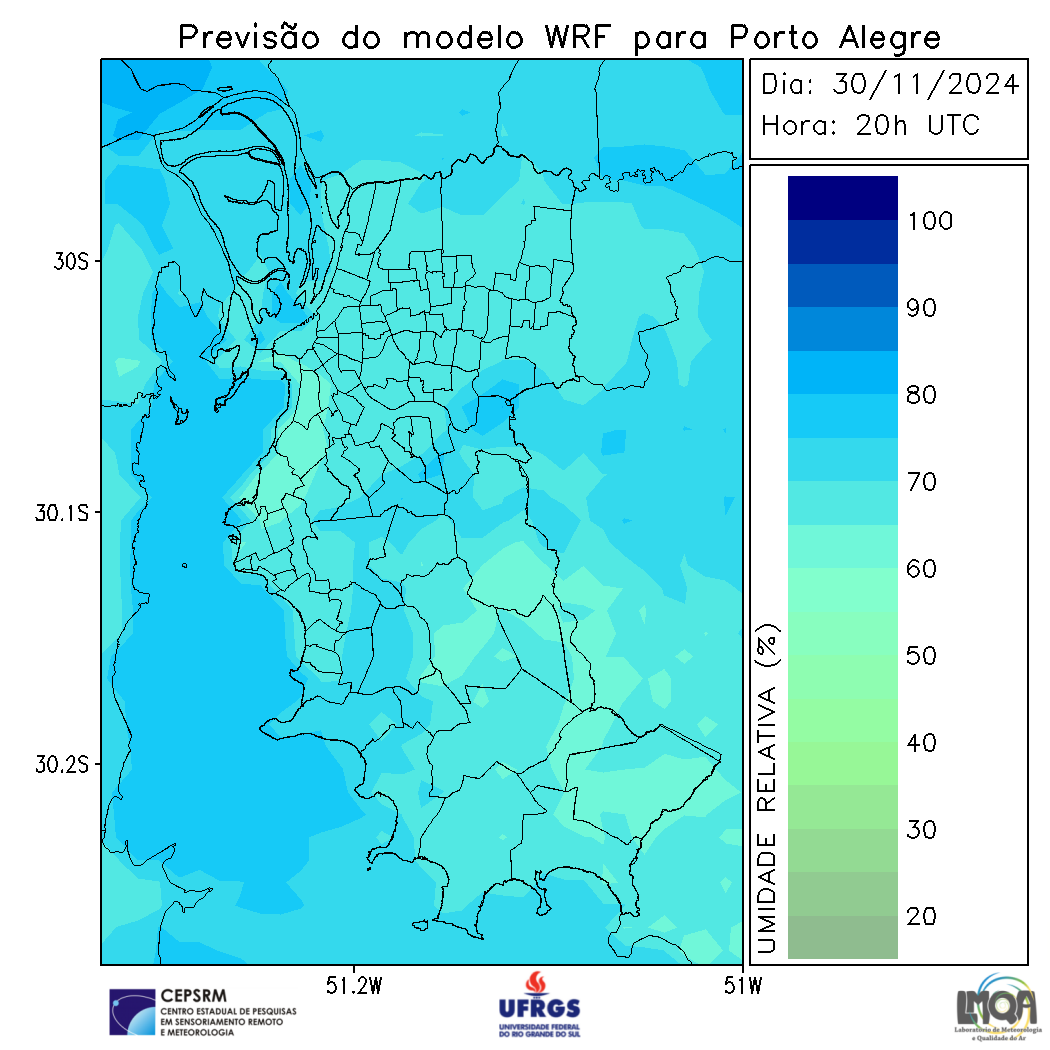 Previsão do modelo WRF para Porto Alegre
Dia: 30/11/2024
Hora: 20h UTC
100
90
80
70
60
50
40
30
20
UMIDADE RELATIVA (%)
30S
30.1S
30.2S
51.2W
51W
CEPSRM
CENTRO ESTADUAL DE PESQUISAS
EM SENSORIAMENTO REMOTO
E METEOROLOGIA
UFRGS
UNIVERSIDADE FEDERAL
DO RIO GRANDE DO SUL
LMQA
Laboratório de Meteorologia
e Qualidade do Ar